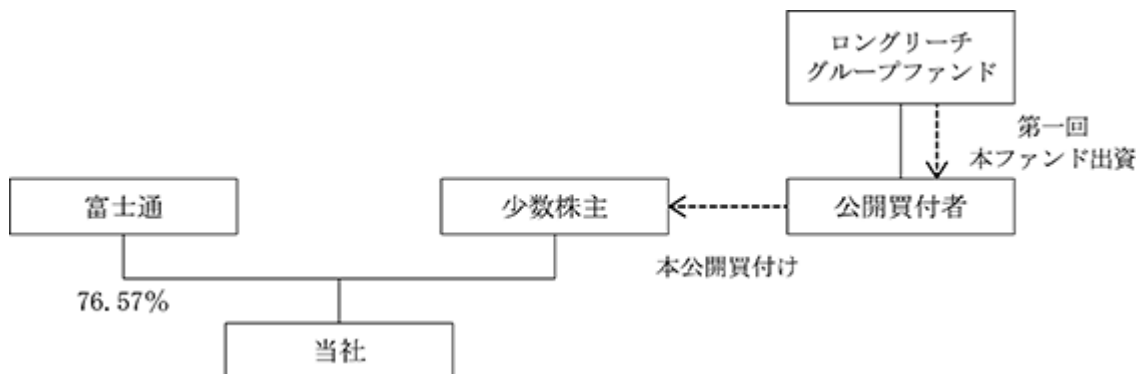 ロングリーチ
グループファンド
第一回
本ファンド出資
富士通
少数株主
公開買付者
本公開買付け
76.57%
当社